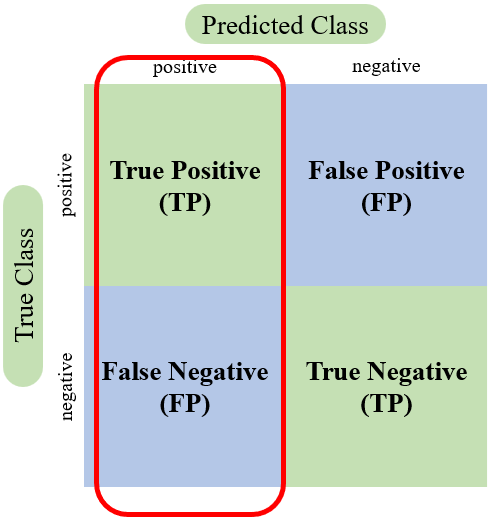 Predicted Class
positive
negative
True Class
positive
True Positive
(TP)
False Positive
(FP)
negative
False Negative
(FP)
True Negative
(TP)